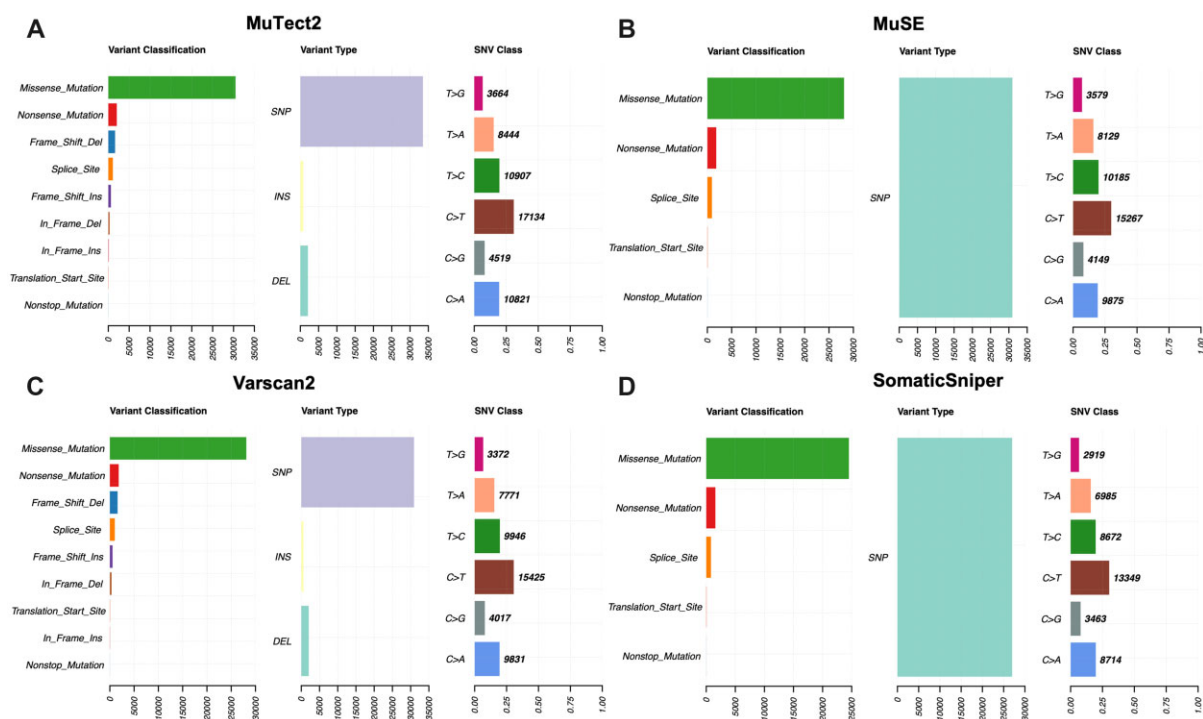 A
MuTect2
Variant Classification
Missense_Mutation
Nonsense_Mutation
Frame_Shift_Del
Splice_Site
Frame_Shift_Ins
In_Frame_Del
In_Frame_Ins
Translation_Start_Site
Nonstop_Mutation
0
5000
10000
15000
20000
25000
30000
35000
Variant Type
SNP
INS
DEL
0
5000
10000
15000
20000
25000
30000
35000
SNV Class
T>G 3664
T>A 8444
T>C 10907
C>T 17134
C>G 4519
C>A 10821
0.00
0.25
0.50
0.75
1.00
B
MuSE
Variant Classification
Missense_Mutation
Nonsense_Mutation
Splice_Site
Translation_Start_Site
Nonstop_Mutation
0
5000
10000
15000
20000
25000
30000
Variant Type
SNP
0
5000
10000
15000
20000
25000
30000
SNV Class
T>G 3579
T>A 8129
T>C 10185
C>T 15267
C>G 4149
C>A 9875
0.00
0.25
0.50
0.75
1.00
C
Varscan2
Variant Classification
Missense_Mutation
Nonsense_Mutation
Frame_Shift_Del
Splice_Site
Frame_Shift_Ins
In_Frame_Del
Translation_Start_Site
In_Frame_Ins
Nonstop_Mutation
0
5000
10000
15000
20000
25000
30000
Variant Type
SNP
INS
DEL
0
5000
10000
15000
20000
25000
30000
SNV Class
T>G 3372
T>A 7771
T>C 9946
C>T 15425
C>G 4017
C>A 9831
0.00
0.25
0.50
0.75
1.00
D
SomaticSniper
Variant Classification
Missense_Mutation
Nonsense_Mutation
Splice_Site
Translation_Start_Site
Nonstop_Mutation
0
5000
10000
15000
20000
25000
Variant Type
SNP
0
5000
10000
15000
20000
25000
SNV Class
T>G 2919
T>A 6985
T>C 8672
C>T 13349
C>G 3463
C>A 8714
0.00
0.25
0.50
0.75
1.00